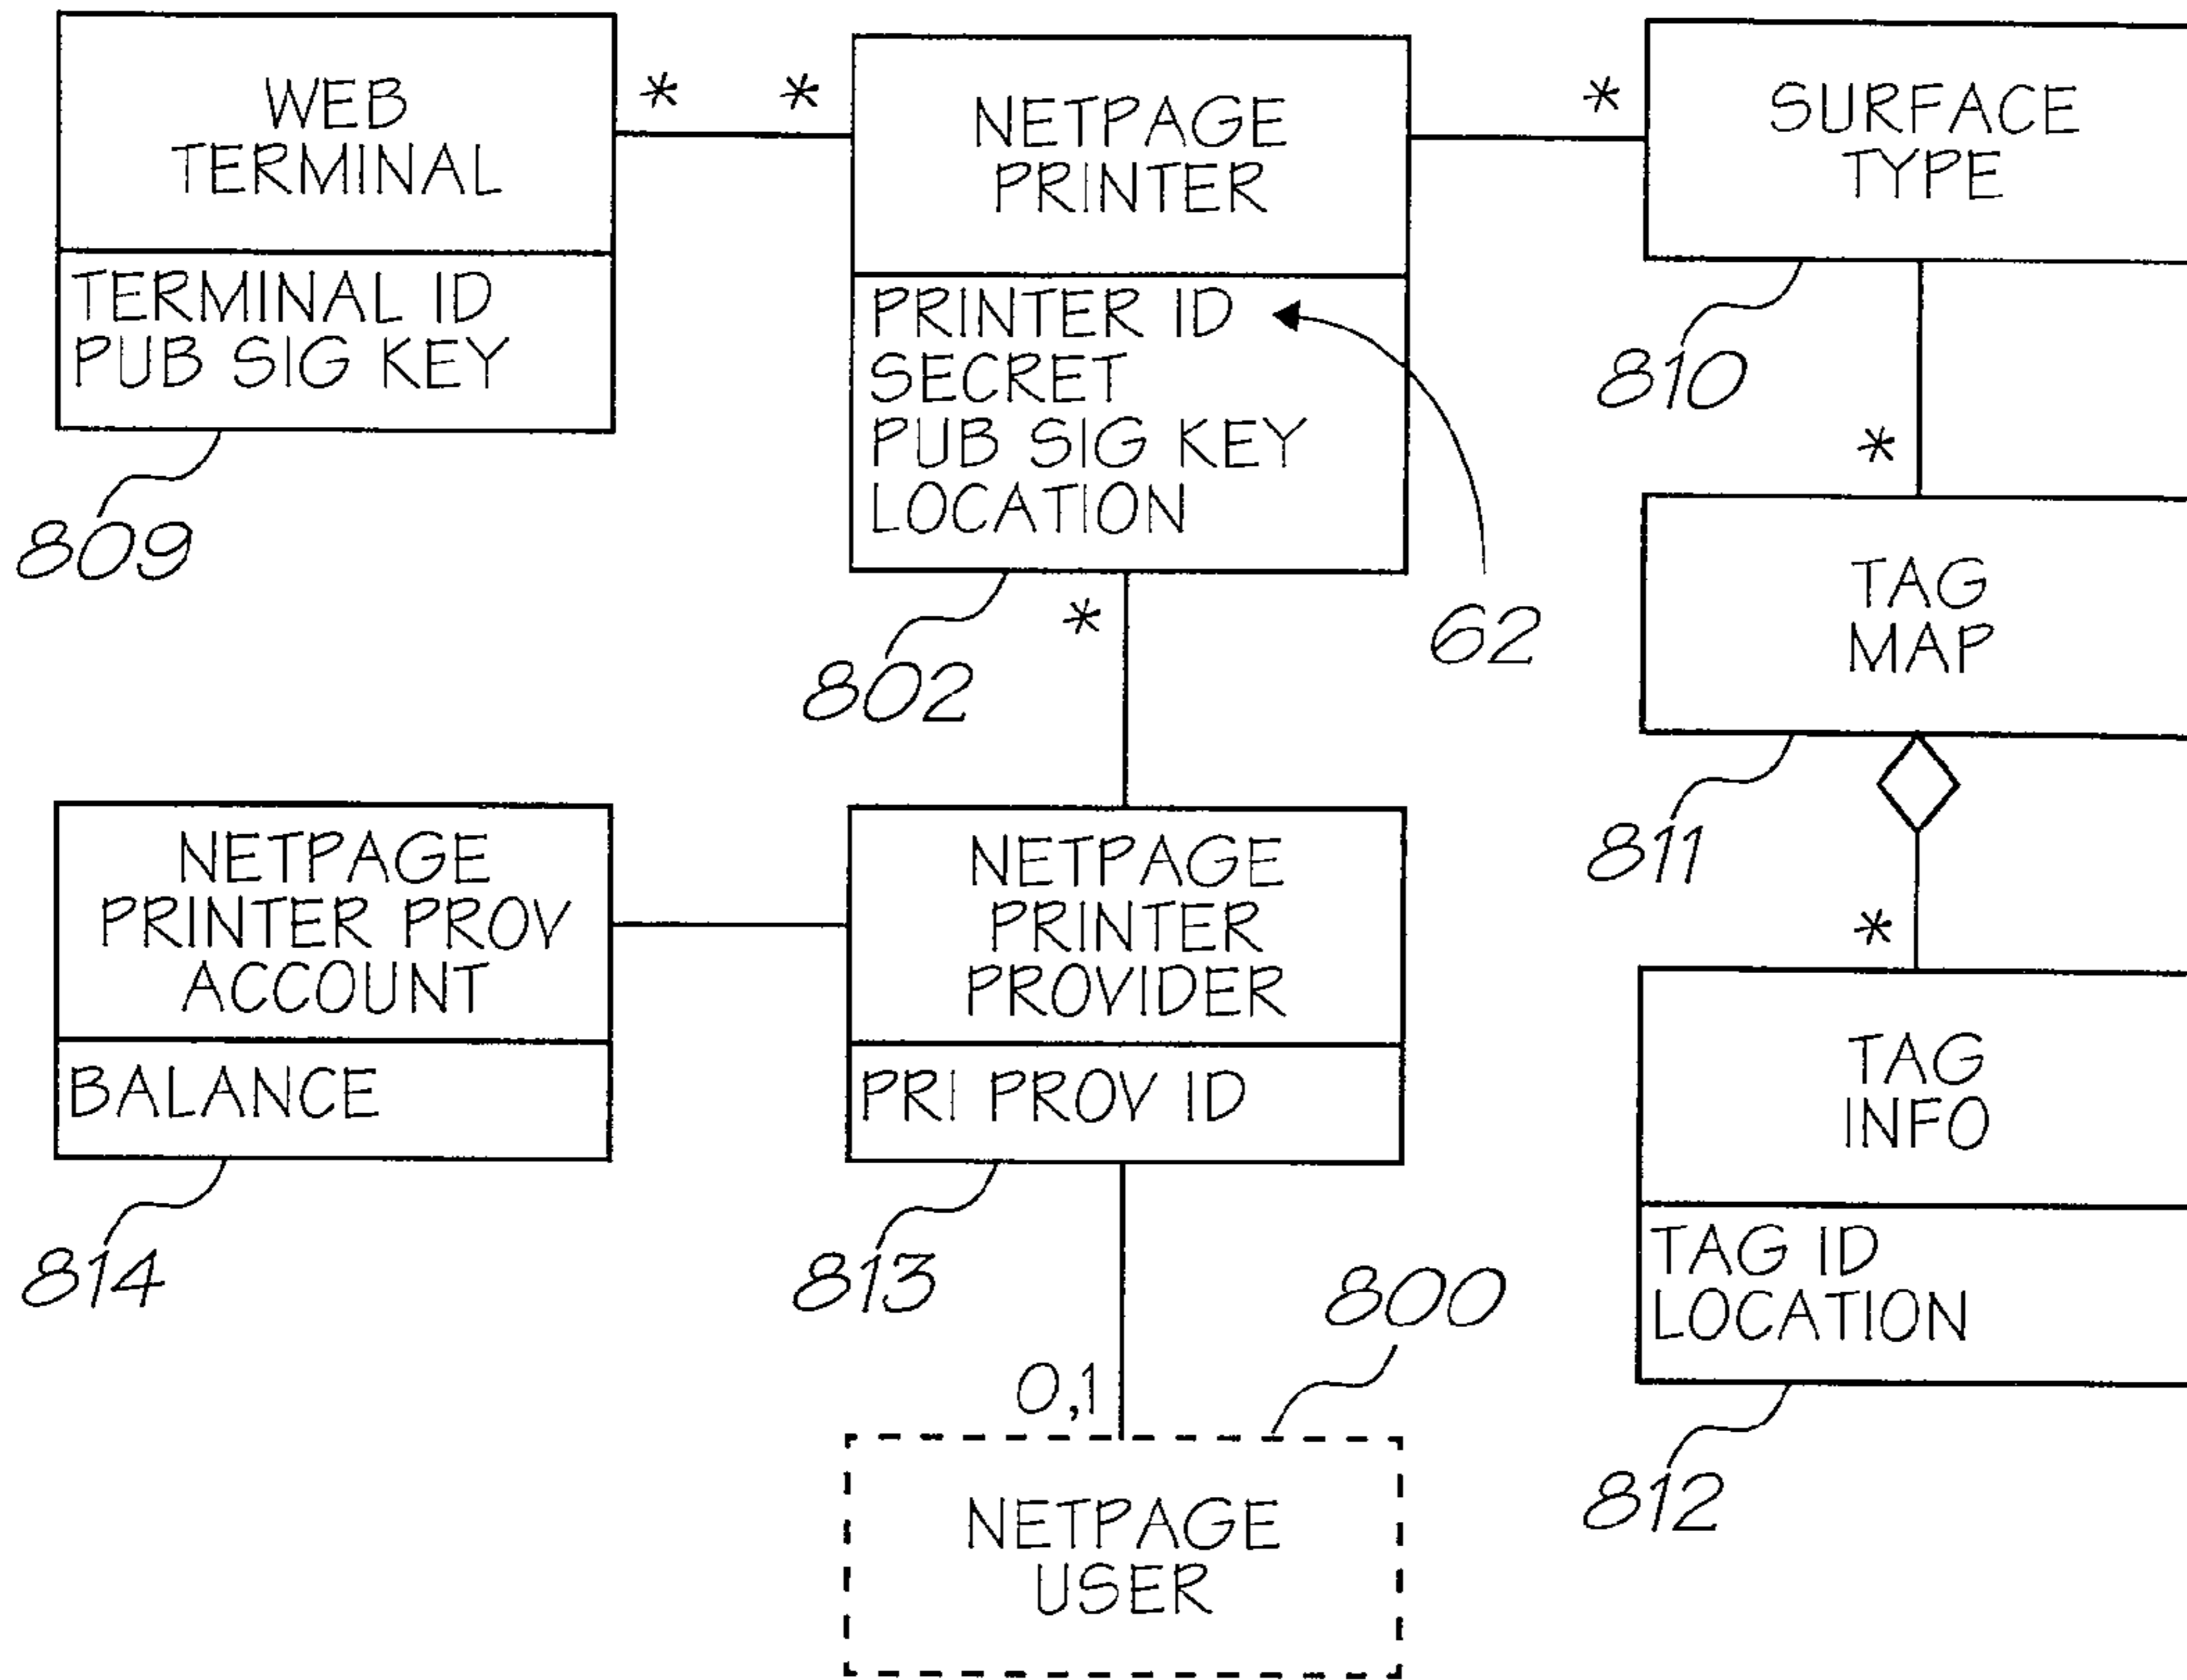 WEB
TERMINAL
TERMINAL ID
PUB SIG KEY
809
*
*
NETPAGE
PRINTER
PRINTER ID
SECRET
PUB SIG KEY
LOCATION
62
802
*
*
SURFACE
TYPE
810
*
TAG
MAP
811
*
TAG
INFO
TAG ID
LOCATION
812
NETPAGE
PRINTER PROV
ACCOUNT
BALANCE
814
NETPAGE
PRINTER
PROVIDER
PRI PROV ID
813
800
0,1
NETPAGE
USER